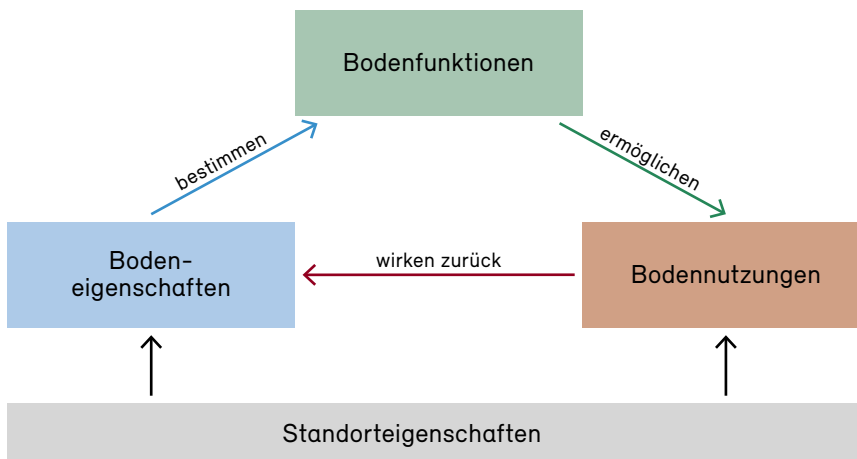 Bodenfunktionen
bestimmen
ermöglichen
Boden-
eigenschaften
wirken zurück
Bodennutzungen
Standorteigenschaften